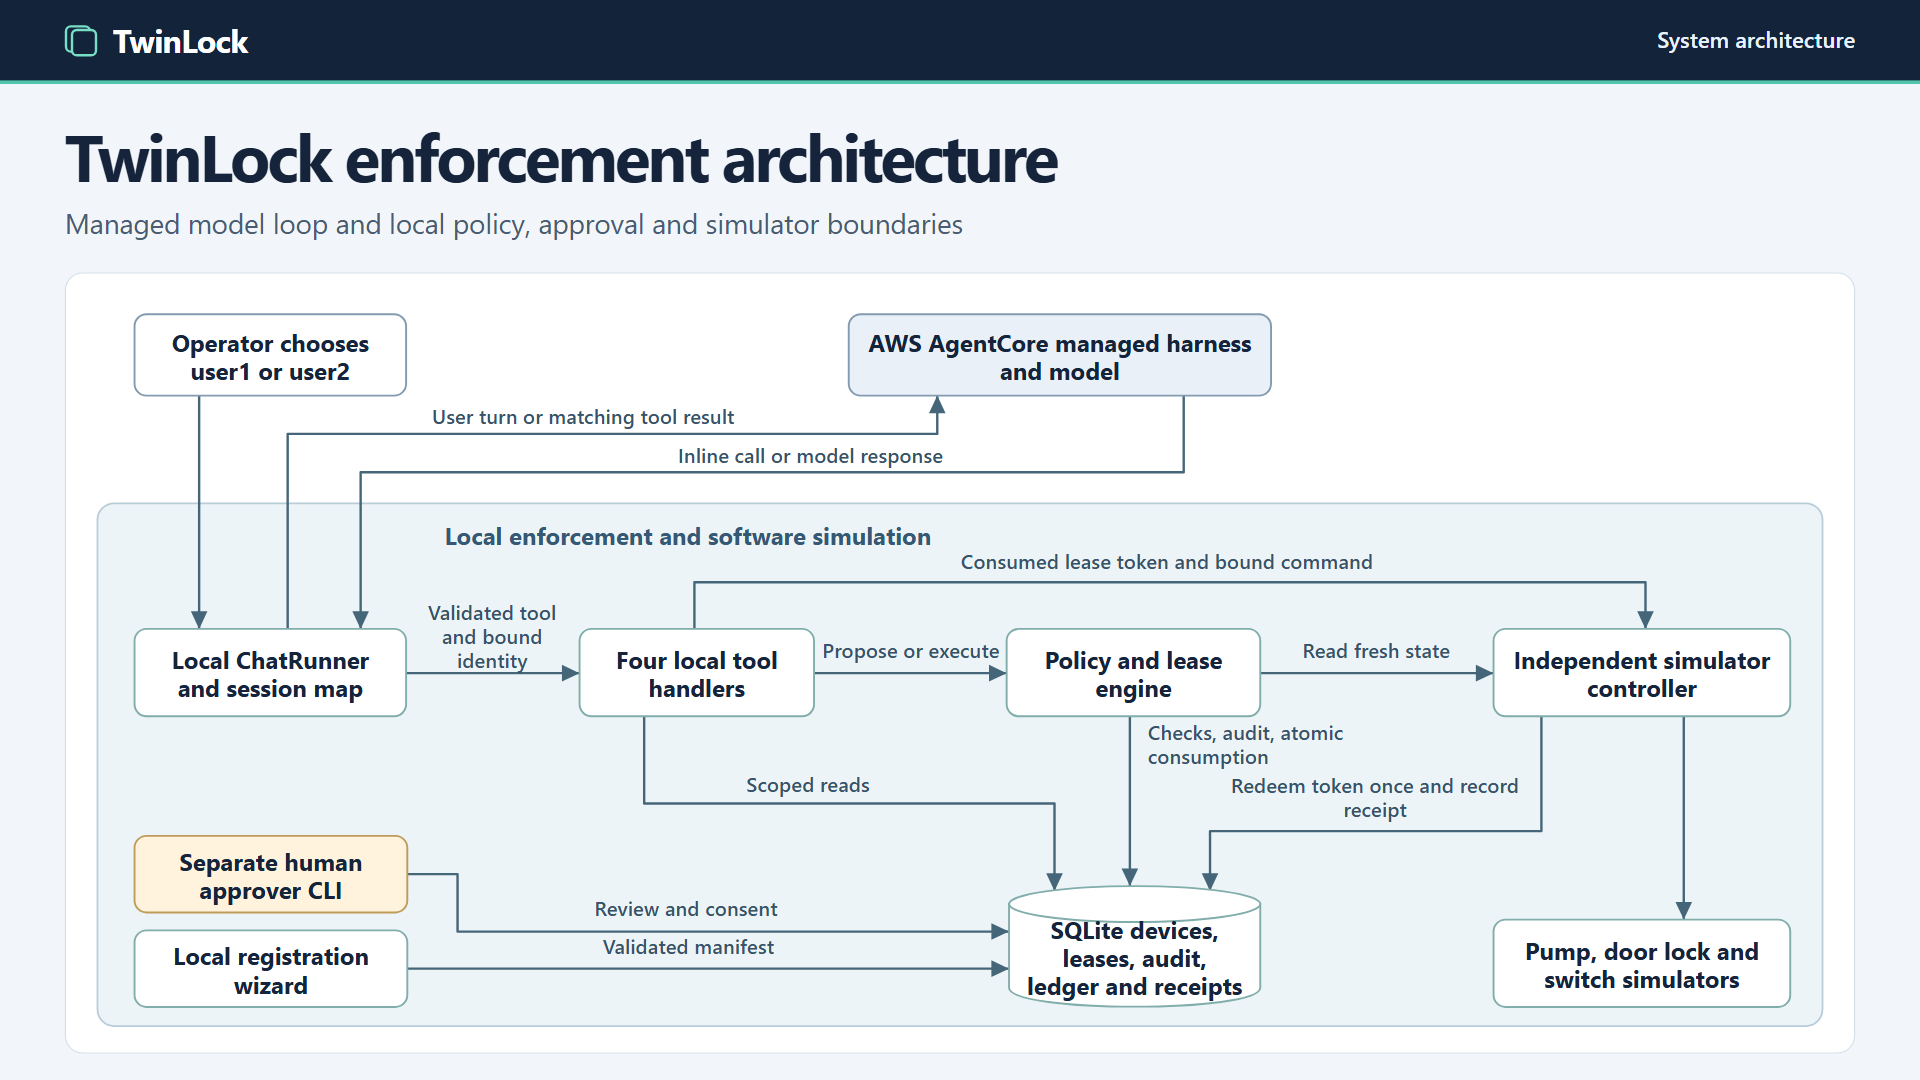 TwinLock
System architecture
TwinLock enforcement architecture
Managed model loop and local policy, approval and simulator boundaries
Operator chooses
user1 or user2
AWS AgentCore managed harness
and model
User turn or matching tool result
Inline call or model response
Local enforcement and software simulation
Consumed lease token and bound command
Validated tool
and bound
identity
Local ChatRunner
and session map
Four local tool
handlers
Propose or execute
Policy and lease
engine
Read fresh state
Independent simulator
controller
Checks, audit, atomic
consumption
Scoped reads
Redeem token once and record
receipt
Separate human
approver CLI
Review and consent
Validated manifest
Local registration
wizard
SQLite devices,
leases, audit,
ledger and receipts
Pump, door lock and
switch simulators